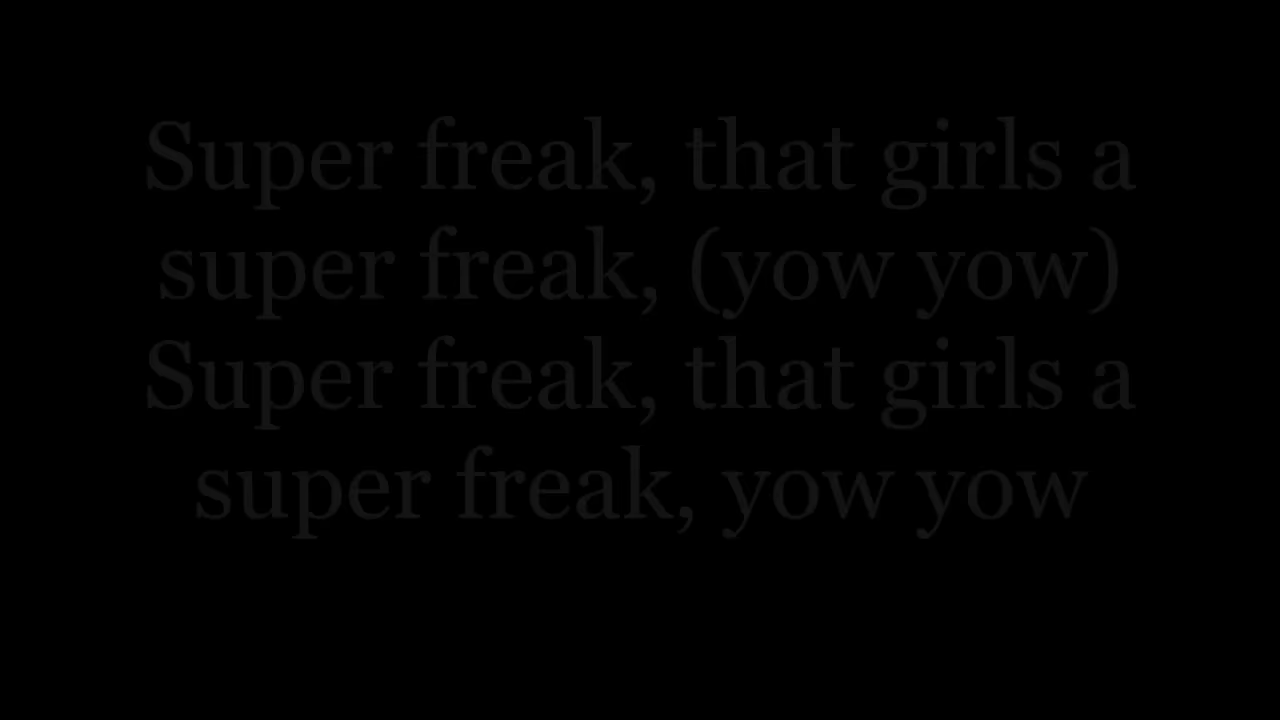 Super freak, that girls a
super freak, (yow yow)
Super freak, that girls a
super freak, yow yow